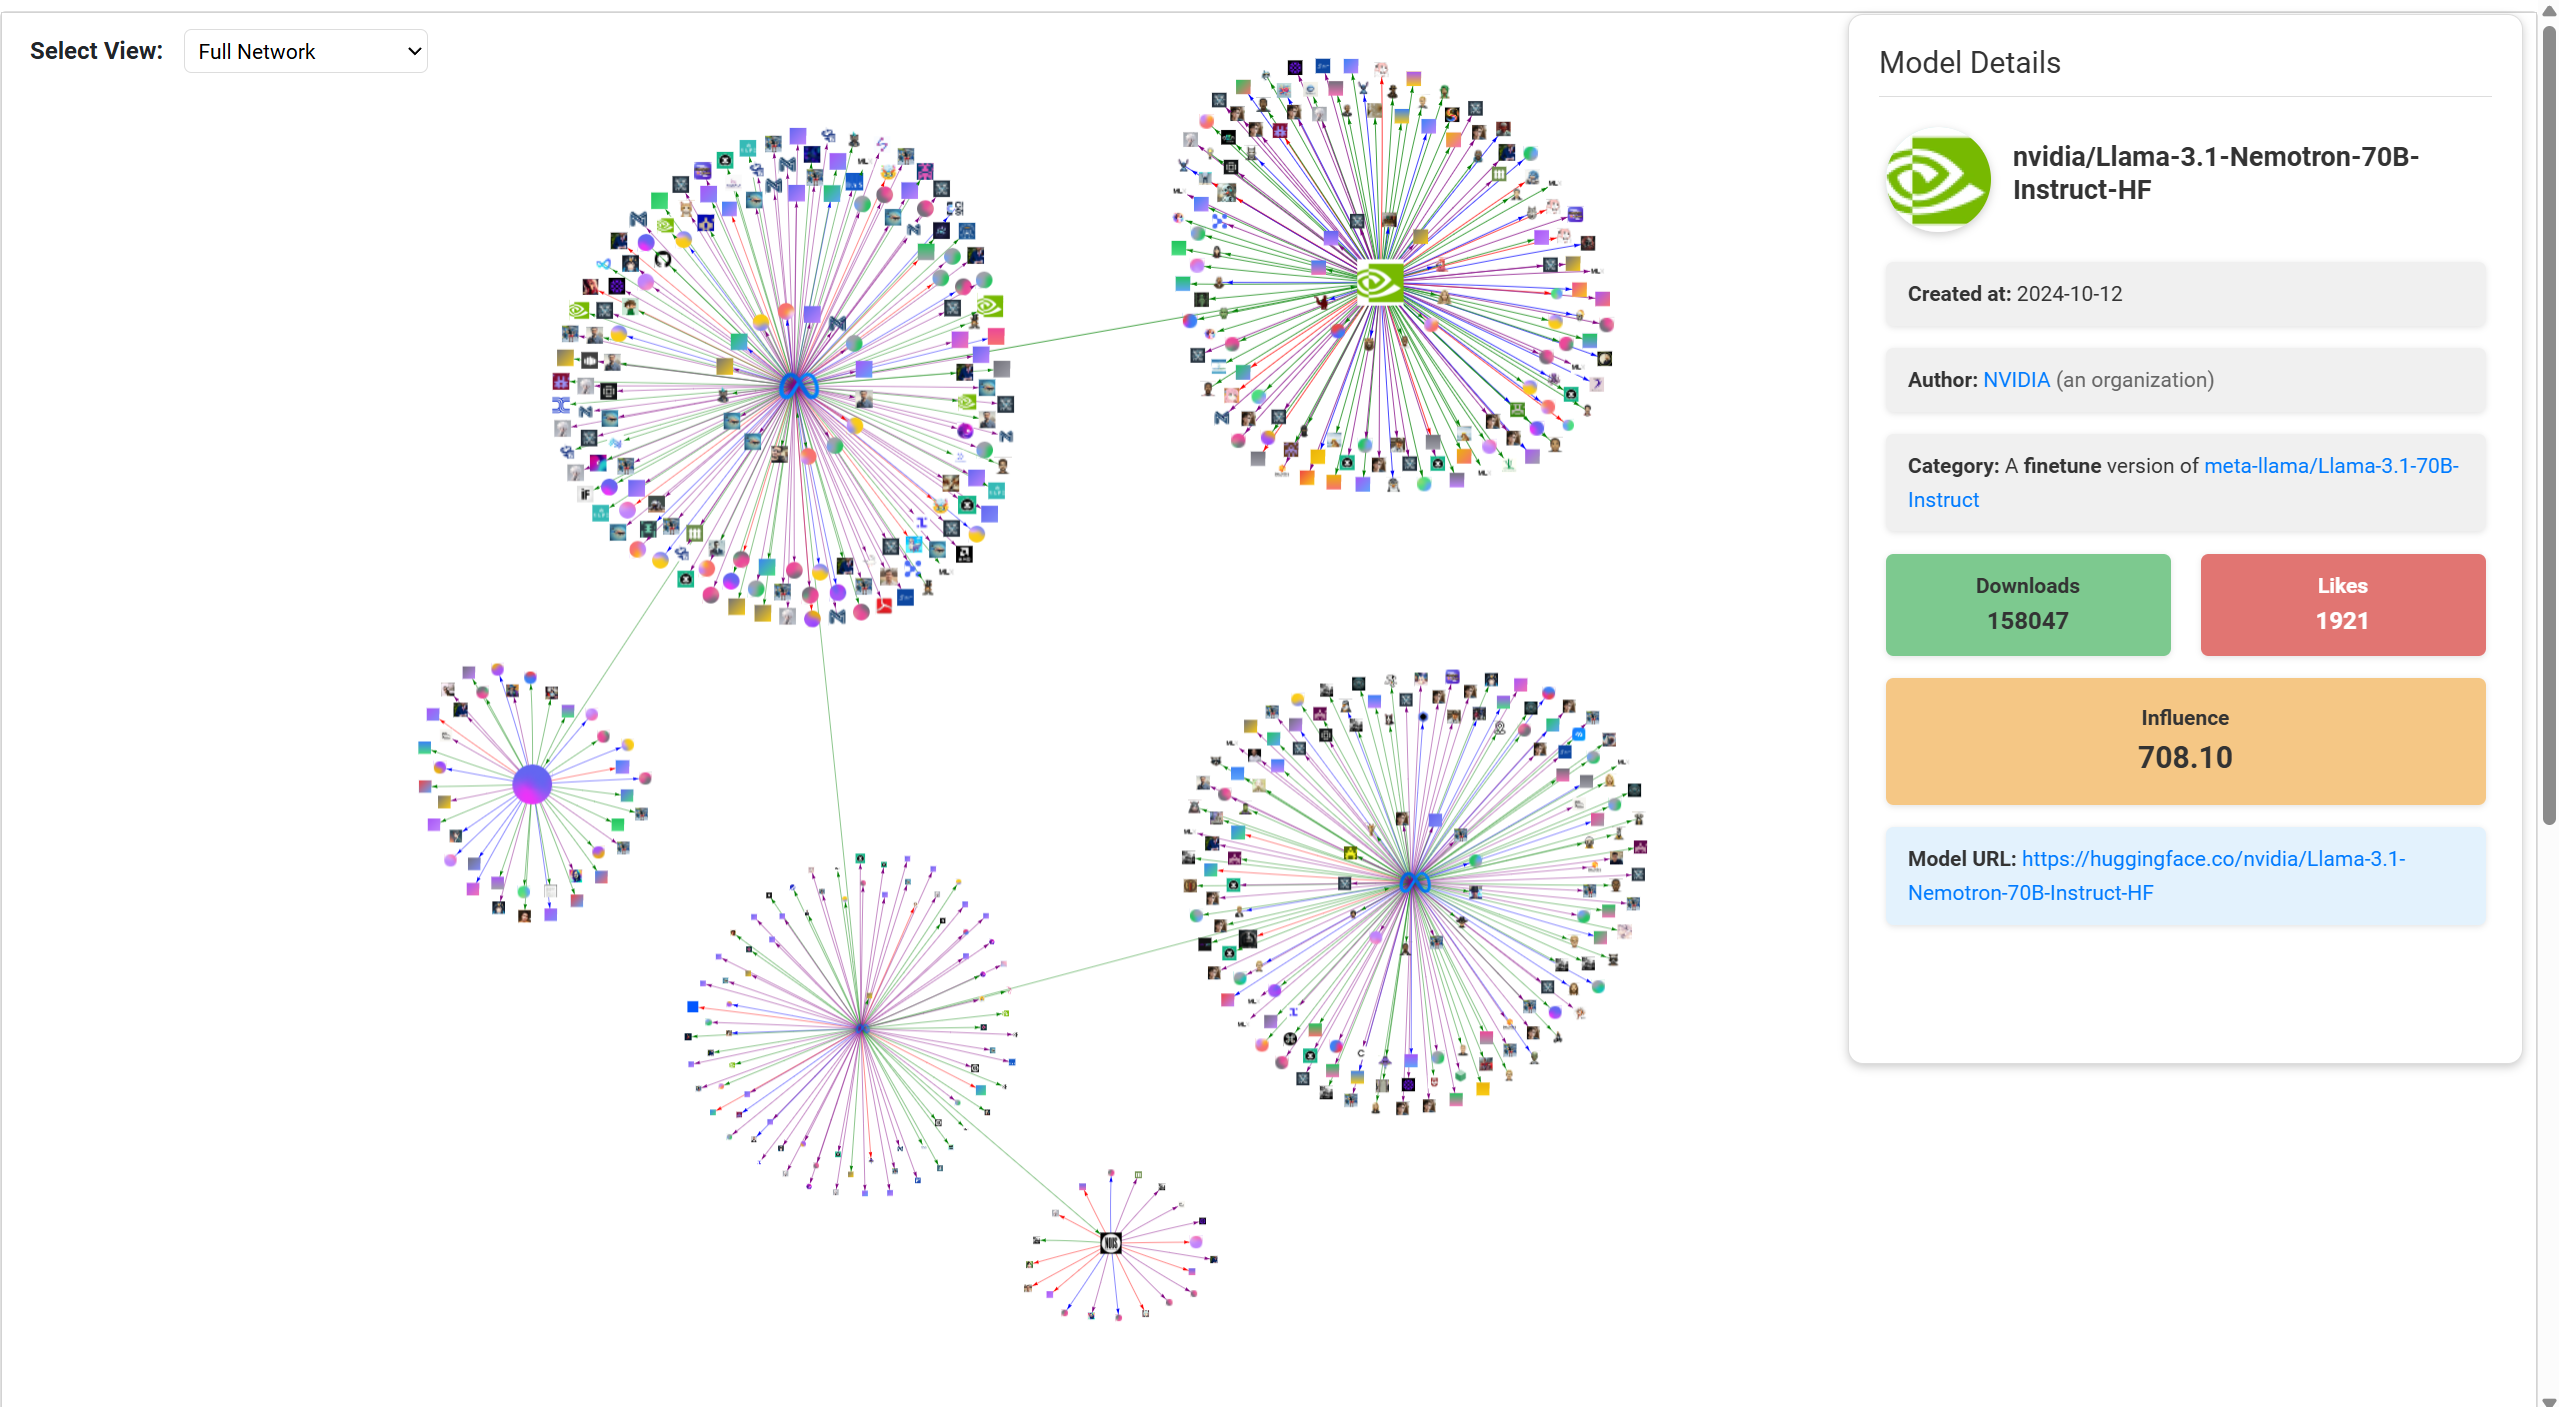 Select View:
Full Network
Model Details
nvidia/Llama-3.1-Nemotron-70B-
Instruct-HF
Created at: 2024-10-12
Author: NVIDIA (an organization)
Category: A finetune version of meta-llama/Llama-3.1-70B-
Instruct
Downloads
158047
Likes
1921
Influence
708.10
Model URL: https://huggingface.co/nvidia/Llama-3.1-
Nemotron-70B-Instruct-HF